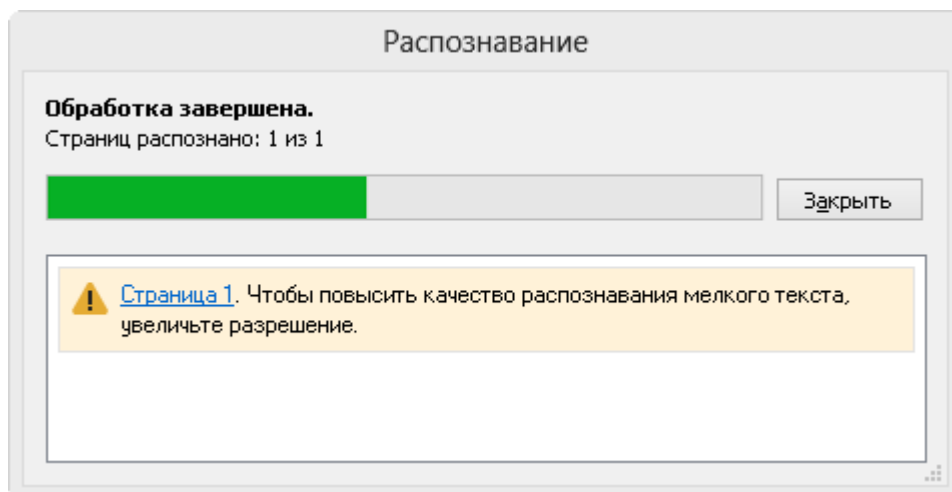 Распознавание
Обработка завершена.
Страниц распознано: 1 из 1
Закрыть
Страница 1. Чтобы повысить качество распознавания мелкого текста,
увеличьте разрешение.